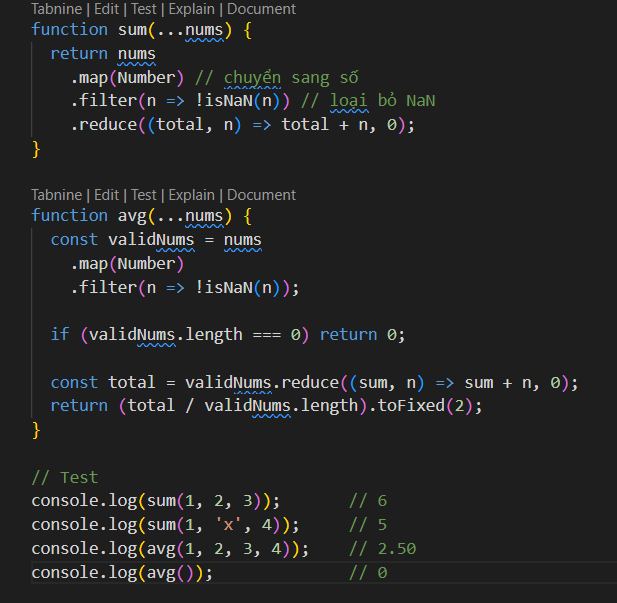 Tabnine | Edit | Test | Explain | Document
function sum(...nums) {
  return nums
    .map(Number) // chuyển sang số
    .filter(n => !isNaN(n)) // loại bỏ NaN
    .reduce((total, n) => total + n, 0);
}
Tabnine | Edit | Test | Explain | Document
function avg(...nums) {
  const validNums = nums
    .map(Number)
    .filter(n => !isNaN(n));
  if (validNums.length === 0) return 0;
  const total = validNums.reduce((sum, n) => sum + n, 0);
  return (total / validNums.length).toFixed(2);
}
// Test
console.log(sum(1, 2, 3));       // 6
console.log(sum(1, 'x', 4));     // 5
console.log(avg(1, 2, 3, 4));    // 2.50
console.log(avg());              // 0